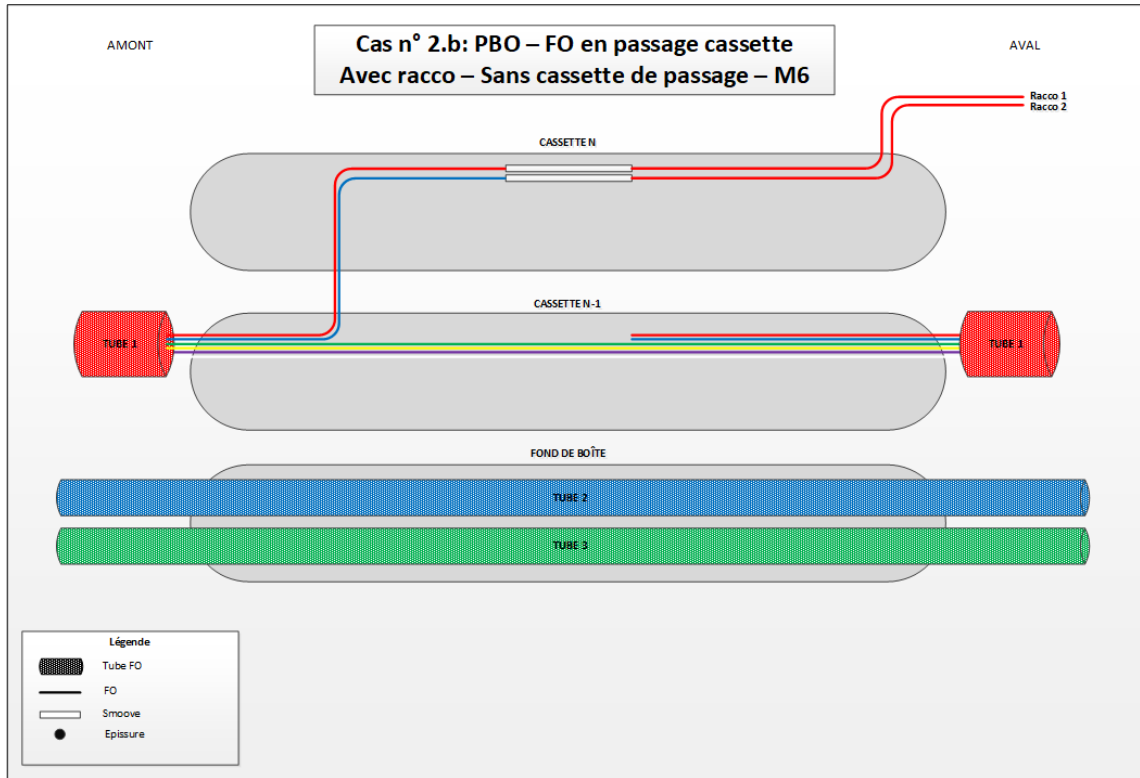 AMONT
Cas n° 2.b: PBO – FO en passage cassette
Avec racco – Sans cassette de passage – M6
AVAL
Racco 1
Racco 2
CASSETTE N
CASSETTE N-1
TUBE 1
TUBE 1
FOND DE BOÎTE
TUBE 2
TUBE 3
Légende
Tube FO
FO
Smoove
Epissure